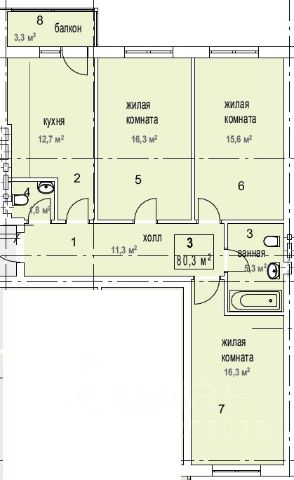 8
балкон
3,3 м²
кухня
12,7 м²
жилая
комната
16,3 м²
жилая
комната
15,6 м²
4
2
5
6
1,8 м²
1
холл
11,3 м²
3
80,3 м²
3
ванная
5,3 м²
жилая
комната
16,3 м²
7